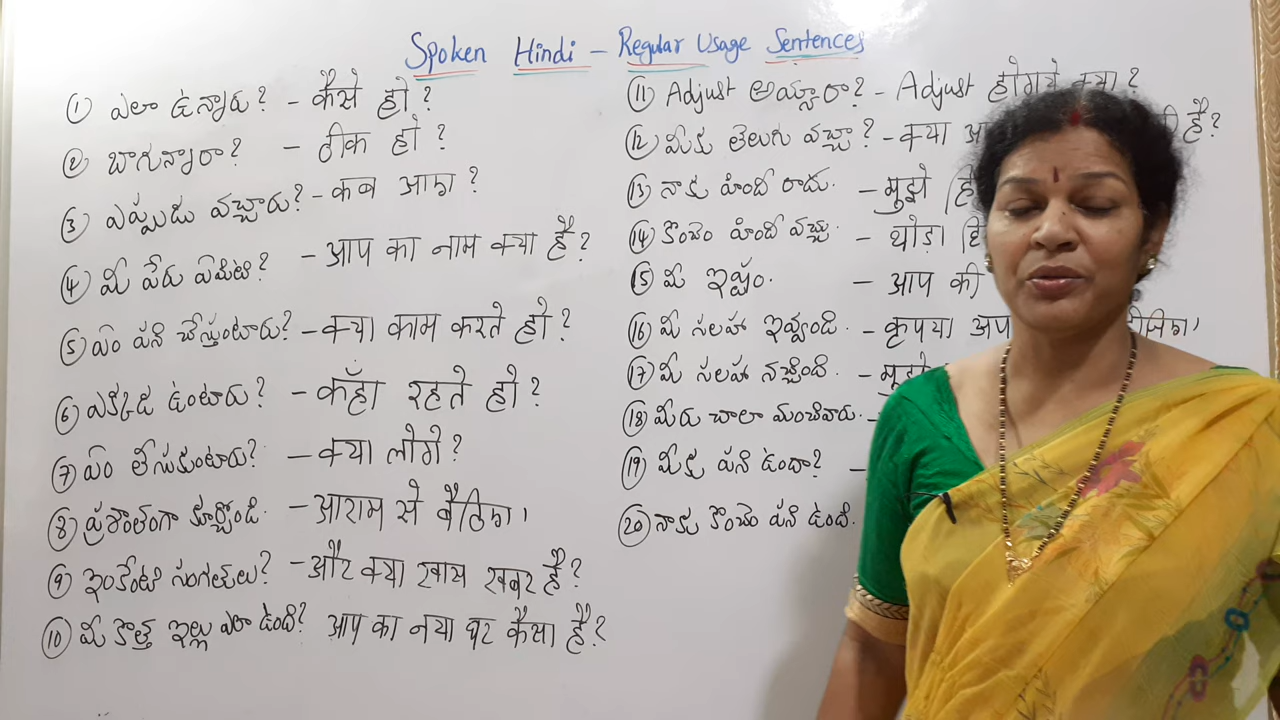 Spoken Hindi – Regular Usage Sentences
① ఎలా ఉన్నారు? - कैसे हो?
② బాగున్నారా? - ठीक हो?
③ ఎప్పుడు వచ్చారు? - कब आए?
④ మీ పేరు ఏమిటి? - आप का नाम क्या है?
⑤ ఏం పని చేస్తుంటారు? - क्या काम करते हो?
⑥ ఎక్కడ ఉంటారు? - कहाँ रहते हो?
⑦ ఏం తీసుకుంటారు? - क्या लोगे?
⑧ ప్రశాంతంగా కూర్చోండి. - आराम से बैठिए।
⑨ ఇంకేంటి సంగతులు? - और क्या खास खबर है?
⑩ మీ కొత్త ఇల్లు ఎలా ఉంది? आप का नया घर कैसा है?
⑪ Adjust అయ్యారా? - Adjust होगये क्या?
⑫ మీకు తెలుగు వచ్చా? - क्या है?
⑬ నాకు హిందీ రాదు. - मुझे
⑭ కొంచెం హిందీ వచ్చు. - थोडा
⑮ మీ ఇష్టం. - आप की
⑯ మీ సలహా ఇవ్వండి. - कृपया
⑰ మీ సలహా నచ్చింది. -
⑱ మీరు చాలా మంచివారు. -
⑲ మీకు పని ఉందా? -
⑳ నాకు కొంచెం పని ఉంది.